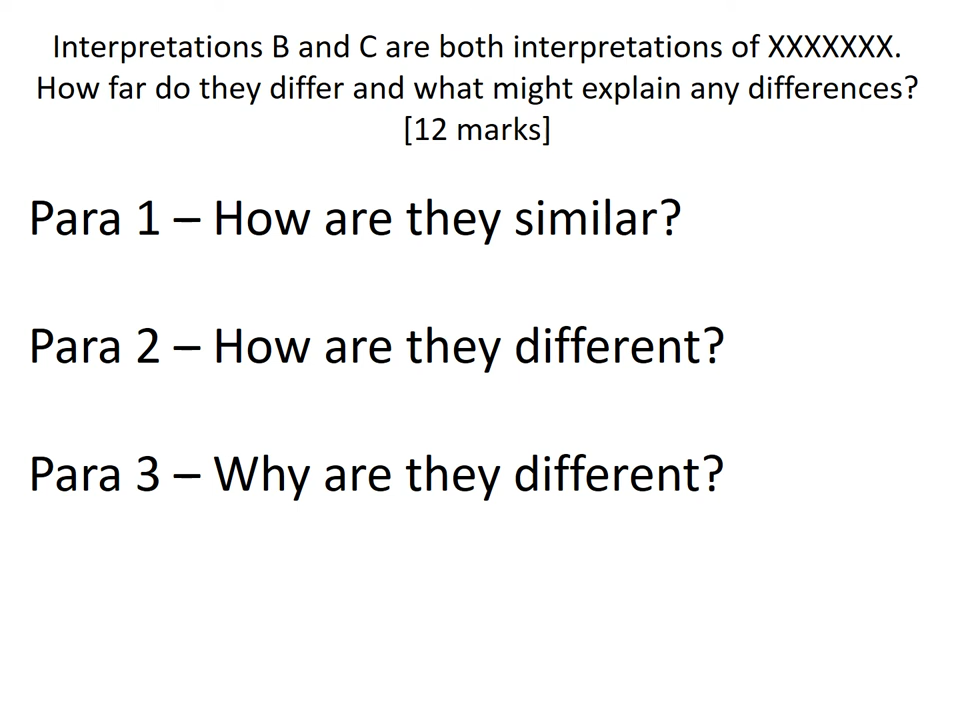 Interpretations B and C are both interpretations of XXXXXXX.
How far do they differ and what might explain any differences?
[12 marks]
Para 1 – How are they similar?
Para 2 – How are they different?
Para 3 – Why are they different?